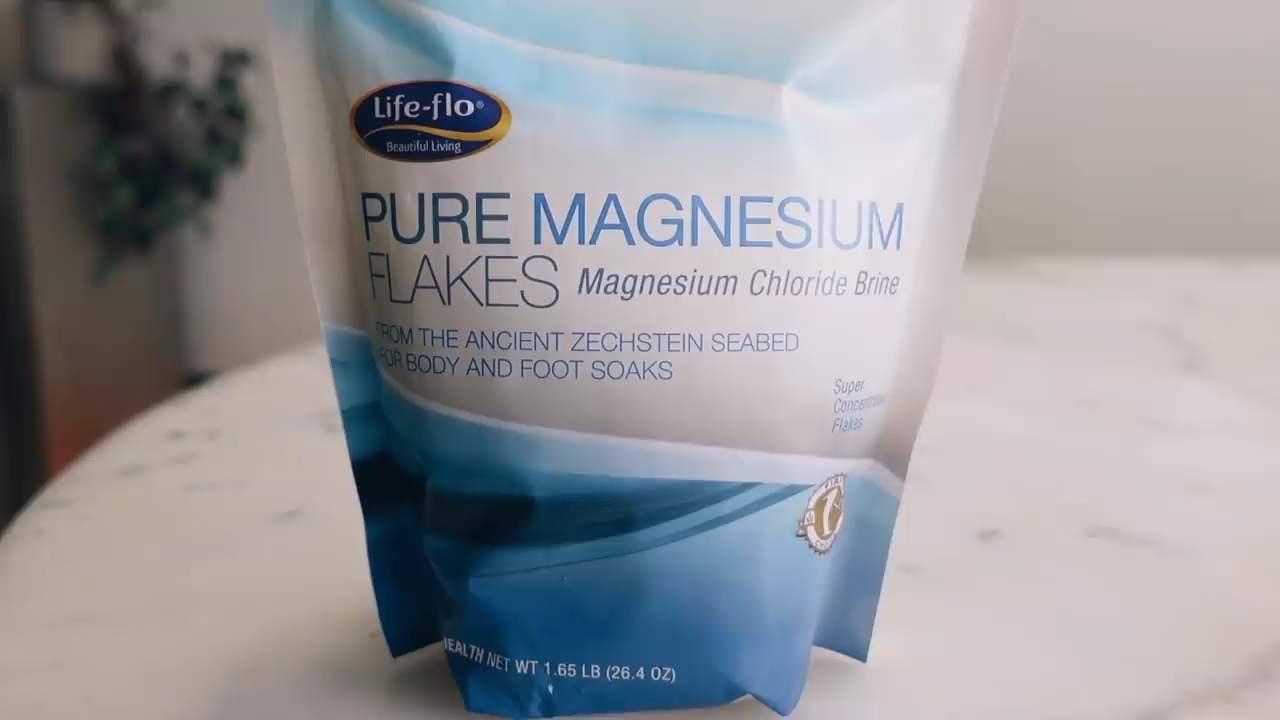 Life-flo®
Beautiful Living
PURE MAGNESIUM
FLAKES Magnesium Chloride Brine
FROM THE ANCIENT ZECHSTEIN SEABED
FOR BODY AND FOOT SOAKS
Super
Flakes
1
NET WT 1.65 LB (26.4 OZ)